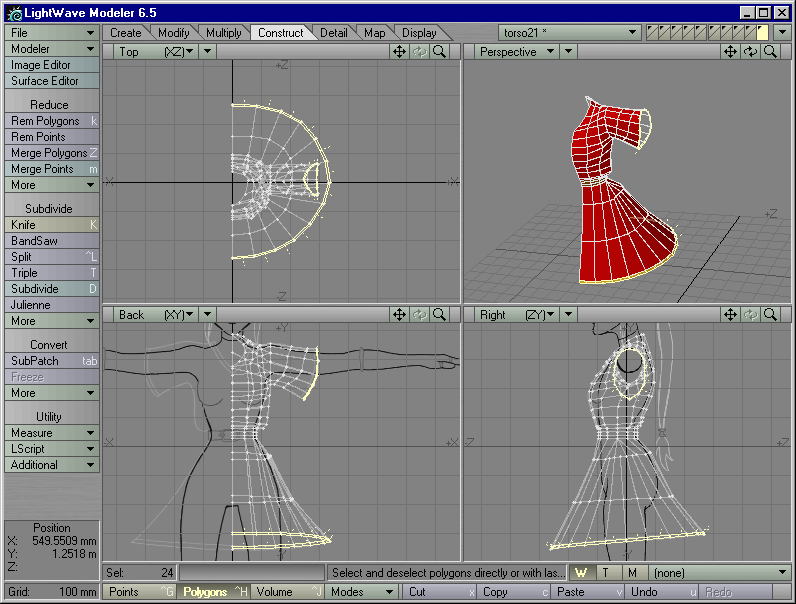 LightWave Modeler 6.5
File
Create Modify Multiply Construct Detail Map Display
torso21 *
Modeler
Image Editor
Surface Editor
Reduce
Rem Polygons k
Rem Points
Merge Polygons Z
Merge Points m
More
Subdivide
Knife K
BandSaw
Split ^L
Triple T
Subdivide D
Julienne
More
Convert
SubPatch tab
Freeze
More
Utility
Measure
LScript
Additional
Position
X: 549.5509 mm
Y: 1.2518 m
Z:
Grid: 100 mm
Top (XZ)
+Z
-X
+X
-Z
Perspective
+Z
Back (XY)
+Y
-X
+X
-Y
Right (ZY)
+Y
-Z
+Z
-Y
Sel: 24
Select and deselect polygons directly or with las...
W T M (none)
Points ^G Polygons ^H Volume ^J Modes Cut x Copy c Paste v Undo u Redo